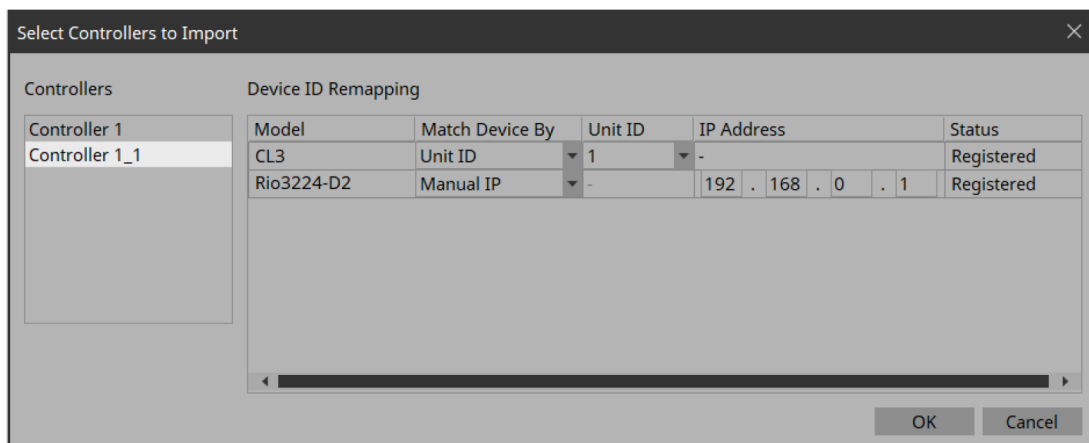 Select Controllers to Import
Controllers
Device ID Remapping
Controller 1
Controller 1_1
Model Match Device By Unit ID IP Address Status
CL3 Unit ID 1 - Registered
Rio3224-D2 Manual IP - 192 . 168 . 0 . 1 Registered
OK Cancel